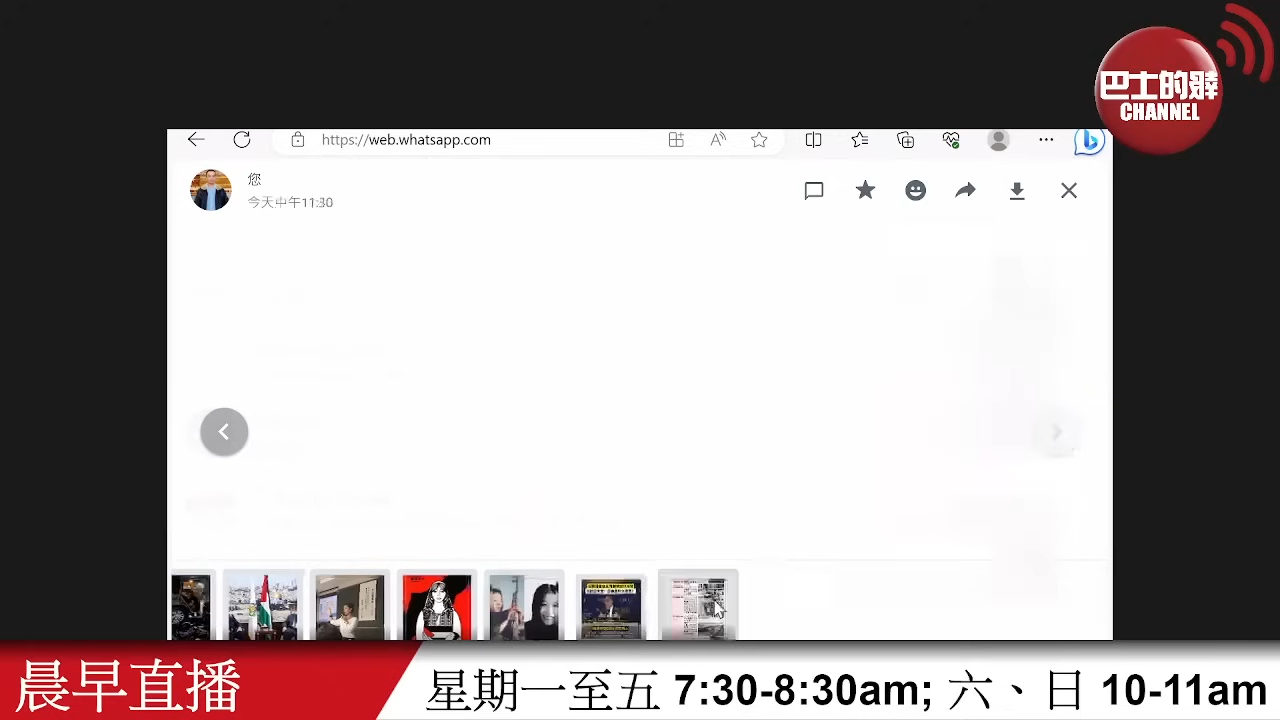 巴士的報
CHANNEL
https://web.whatsapp.com
您
今天中午11:30
晨早直播
星期一至五 7:30-8:30am; 六、日 10-11am